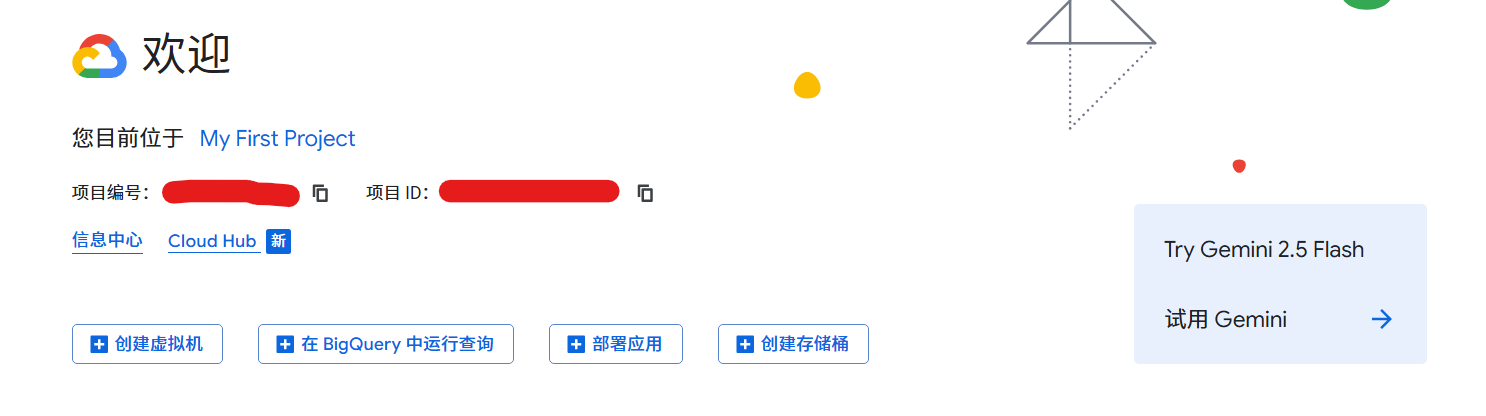 欢迎
您目前位于 My First Project
项目编号： 项目 ID：
信息中心 Cloud Hub 新
创建虚拟机 在 BigQuery 中运行查询 部署应用 创建存储桶
Try Gemini 2.5 Flash
试用 Gemini